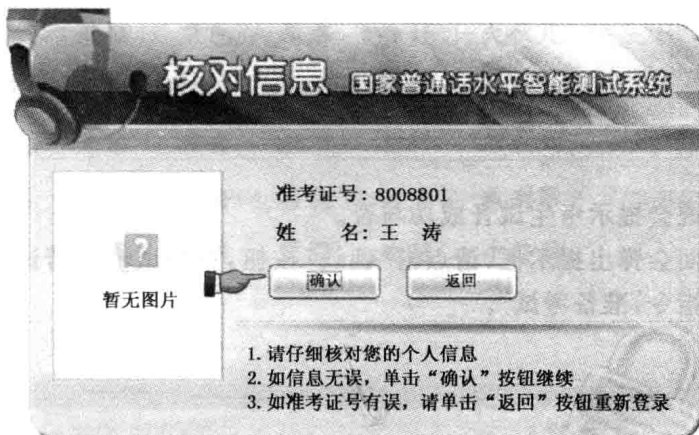 核对信息 国家普通话水平智能测试系统
准考证号: 8008801
姓 名: 王 涛
?
暂无图片
确认 返回
1. 请仔细核对您的个人信息
2. 如信息无误，单击“确认”按钮继续
3. 如准考证号有误，请单击“返回”按钮重新登录